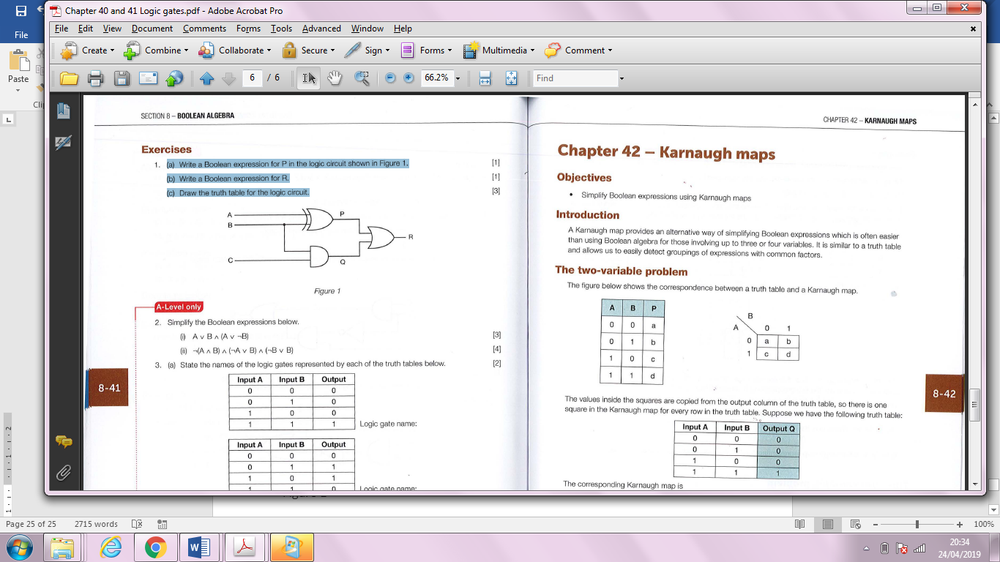 Chapter 40 and 41 Logic gates.pdf - Adobe Acrobat Pro
File
File Edit View Document Comments Forms Tools Advanced Window Help
Create Combine Collaborate Secure Sign Forms Multimedia Comment
Paste
6 / 6
66.2%
Find
SECTION 8 – BOOLEAN ALGEBRA
Exercises
1. (a) Write a Boolean expression for P in the logic circuit shown in Figure 1. [1]
(b) Write a Boolean expression for R. [1]
(c) Draw the truth table for the logic circuit. [3]
A
B
C
P
Q
R
Figure 1
A-Level only
2. Simplify the Boolean expressions below.
(i) A ∨ B ∧ (A ∨ ¬B) [3]
(ii) ¬(A ∧ B) ∧ (¬A ∨ B) ∧ (¬B ∨ B) [4]
3. (a) State the names of the logic gates represented by each of the truth tables below. [2]
8-41
Input A Input B Output
0 0 0
0 1 0
1 0 0
1 1 1
Logic gate name:
Input A Input B Output
0 0 0
0 1 1
1 0 1
1 1 0
Logic gate name:
CHAPTER 42 – KARNAUGH MAPS
Chapter 42 – Karnaugh maps
Objectives
• Simplify Boolean expressions using Karnaugh maps
Introduction
A Karnaugh map provides an alternative way of simplifying Boolean expressions which is often easier
than using Boolean algebra for those involving up to three or four variables. It is similar to a truth table
and allows us to easily detect groupings of expressions with common factors.
The two-variable problem
The figure below shows the correspondence between a truth table and a Karnaugh map.
A B P
0 0 a
0 1 b
1 0 c
1 1 d
B
A 0 1
0 a b
1 c d
8-42
The values inside the squares are copied from the output column of the truth table, so there is one
square in the Karnaugh map for every row in the truth table. Suppose we have the following truth table:
Input A Input B Output Q
0 0 0
0 1 0
1 0 0
1 1 1
The corresponding Karnaugh map is
Page 25 of 25 2715 words
100%
20:34
24/04/2019